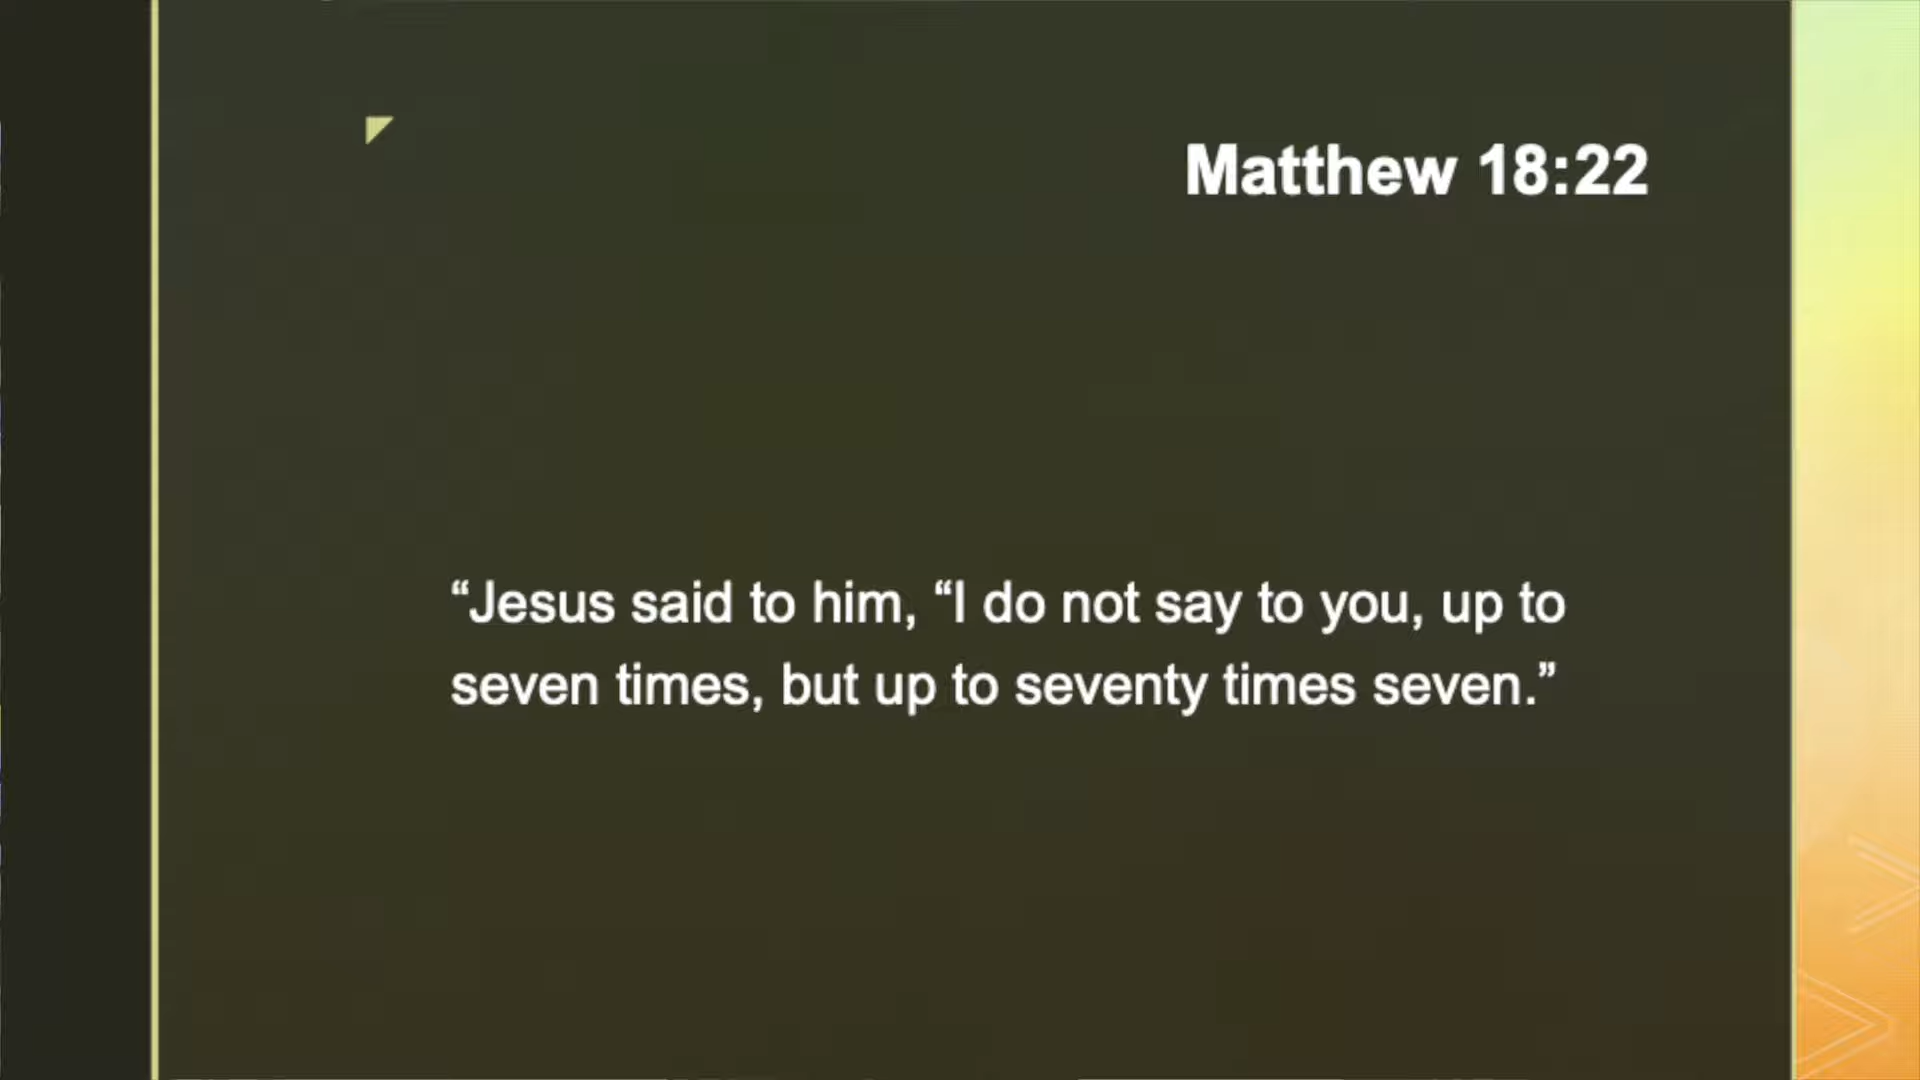 Matthew 18:22
“Jesus said to him, “I do not say to you, up to
seven times, but up to seventy times seven.”